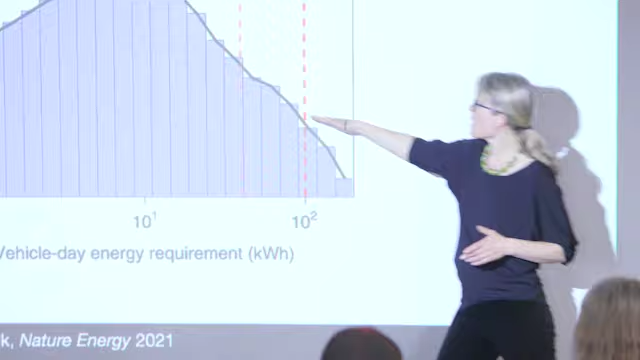 10¹ 10²
Vehicle-day energy requirement (kWh)
k, Nature Energy 2021